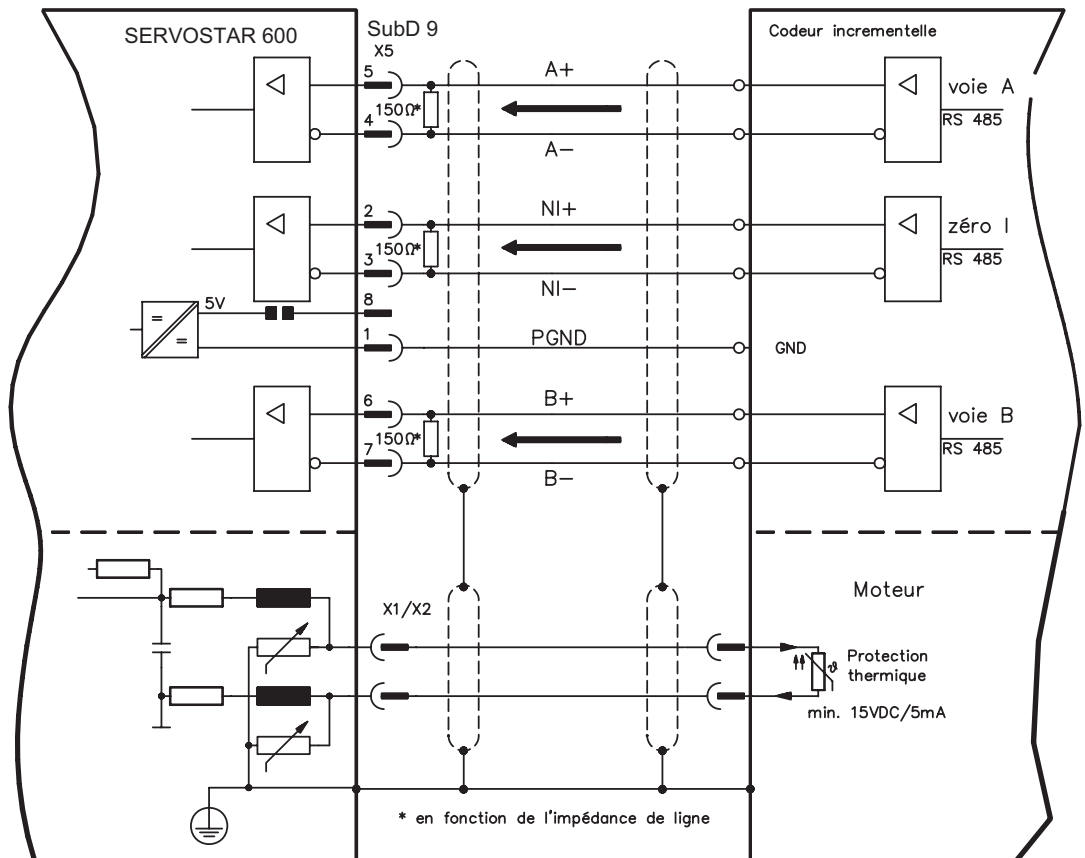 SERVOSTAR 600
SubD 9
X5
Codeur incrementelle
5
A+
voie A
150Ω*
RS 485
4
A−
2
NI+
zéro I
150Ω*
RS 485
3
NI−
5V
8
1
PGND
GND
6
B+
voie B
150Ω*
RS 485
7
B−
Moteur
X1/X2
Protection
thermique
ϑ
min. 15VDC/5mA
* en fonction de l'impédance de ligne